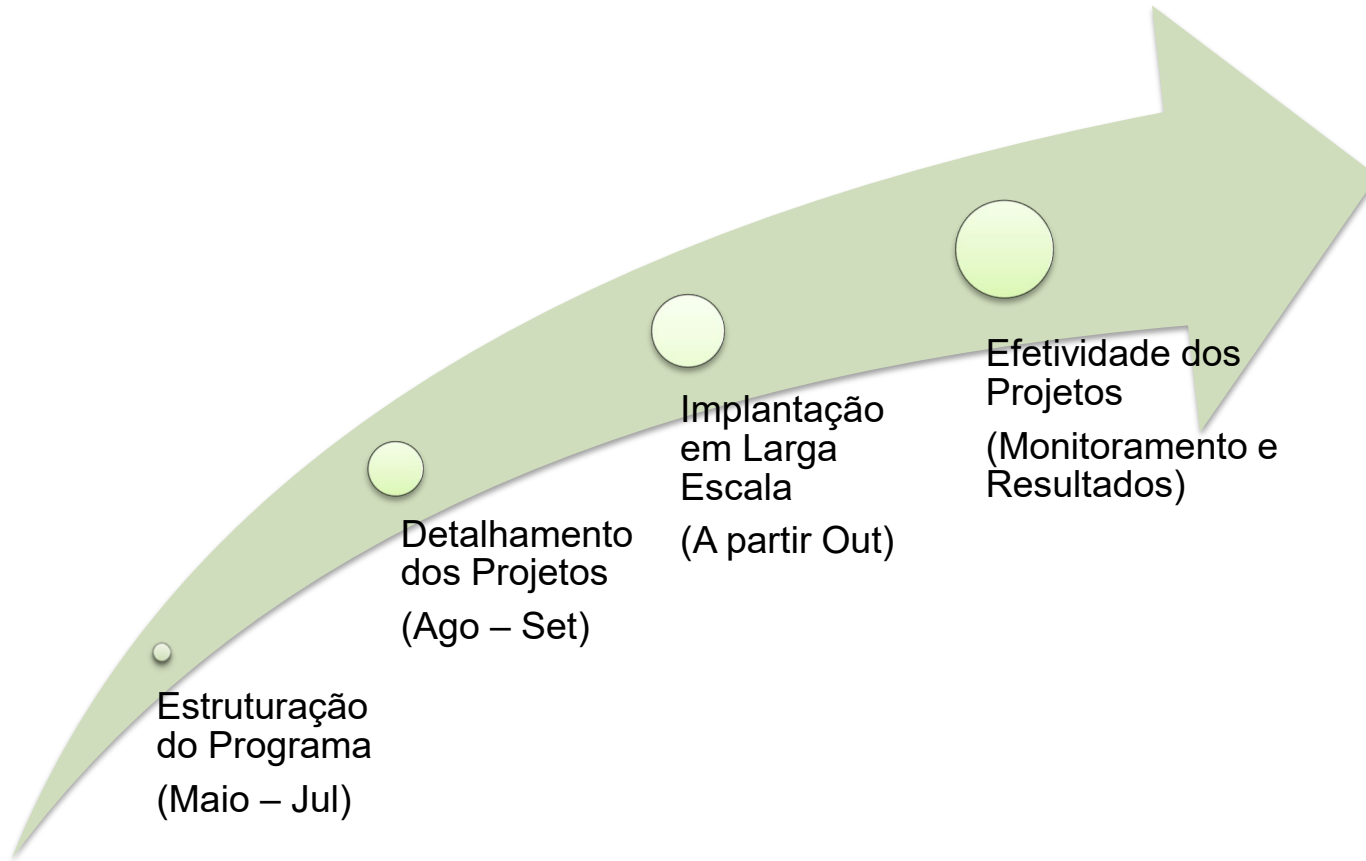 Estruturação
do Programa
(Maio – Jul)
Detalhamento
dos Projetos
(Ago – Set)
Implantação
em Larga
Escala
(A partir Out)
Efetividade dos
Projetos
(Monitoramento e
Resultados)